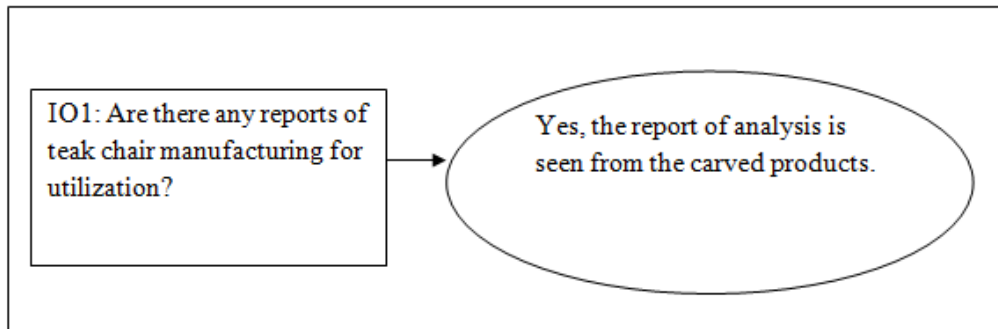 IO1: Are there any reports of
teak chair manufacturing for
utilization?
Yes, the report of analysis is
seen from the carved products.